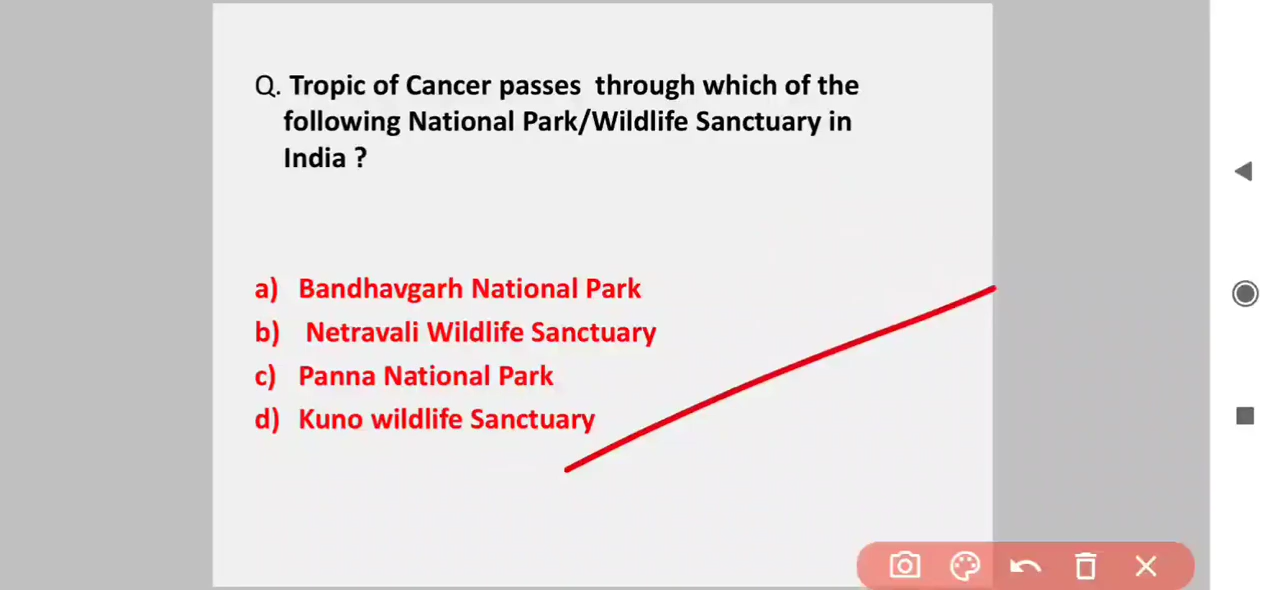 Q. Tropic of Cancer passes through which of the
following National Park/Wildlife Sanctuary in
India ?
a) Bandhavgarh National Park
b) Netravali Wildlife Sanctuary
c) Panna National Park
d) Kuno wildlife Sanctuary